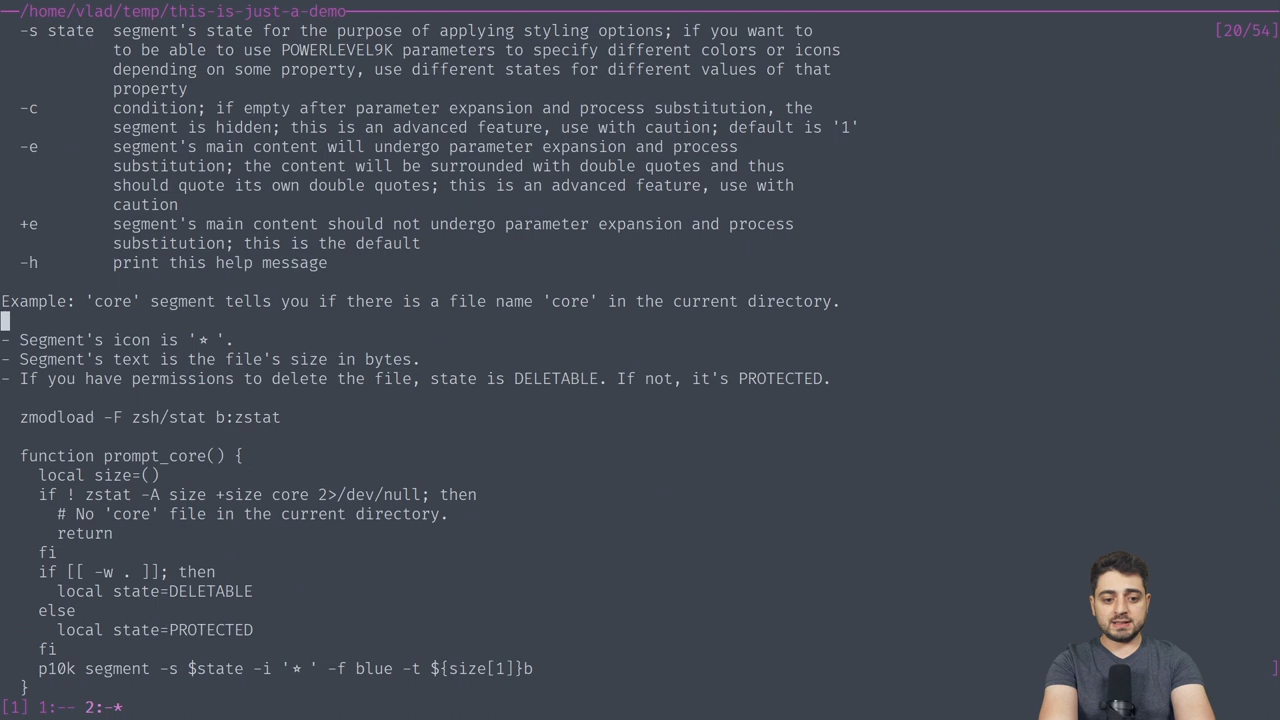 /home/vlad/temp/this-is-just-a-demo
-s state  segment's state for the purpose of applying styling options; if you want to [20/54]
to be able to use POWERLEVEL9K parameters to specify different colors or icons
depending on some property, use different states for different values of that
property
-c        condition; if empty after parameter expansion and process substitution, the
segment is hidden; this is an advanced feature, use with caution; default is '1'
-e        segment's main content will undergo parameter expansion and process
substitution; the content will be surrounded with double quotes and thus
should quote its own double quotes; this is an advanced feature, use with
caution
+e        segment's main content should not undergo parameter expansion and process
substitution; this is the default
-h        print this help message
Example: 'core' segment tells you if there is a file name 'core' in the current directory.
- Segment's icon is '⭐'.
- Segment's text is the file's size in bytes.
- If you have permissions to delete the file, state is DELETABLE. If not, it's PROTECTED.
zmodload -F zsh/stat b:zstat
function prompt_core() {
local size=()
if ! zstat -A size +size core 2>/dev/null; then
# No 'core' file in the current directory.
return
fi
if [[ -w . ]]; then
local state=DELETABLE
else
local state=PROTECTED
fi
p10k segment -s $state -i '⭐' -f blue -t ${size[1]}b
}
[1] 1:-- 2:-*
]